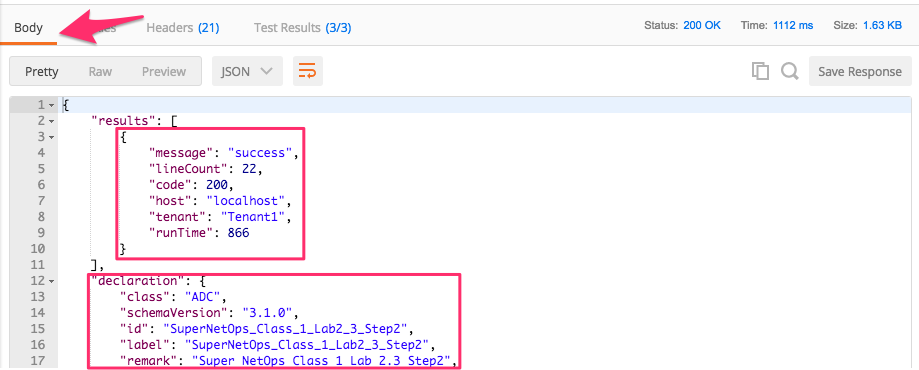 Body
Headers (21)
Test Results (3/3)
Status: 200 OK
Time: 1112 ms
Size: 1.63 KB
Pretty
Raw
Preview
JSON
Save Response
1 {
2 "results": [
3 {
4 "message": "success",
5 "lineCount": 22,
6 "code": 200,
7 "host": "localhost",
8 "tenant": "Tenant1",
9 "runTime": 866
10 }
11 ],
12 "declaration": {
13 "class": "ADC",
14 "schemaVersion": "3.1.0",
15 "id": "SuperNetOps_Class_1_Lab2_3_Step2",
16 "label": "SuperNetOps_Class_1_Lab2_3_Step2",
17 "remark": "Super NetOps Class 1 Lab 2.3 Step2",